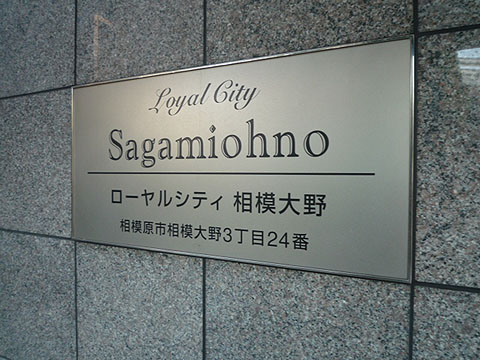 Loyal City
Sagamiohno
ローヤルシティ 相模大野
相模原市相模大野3丁目24番